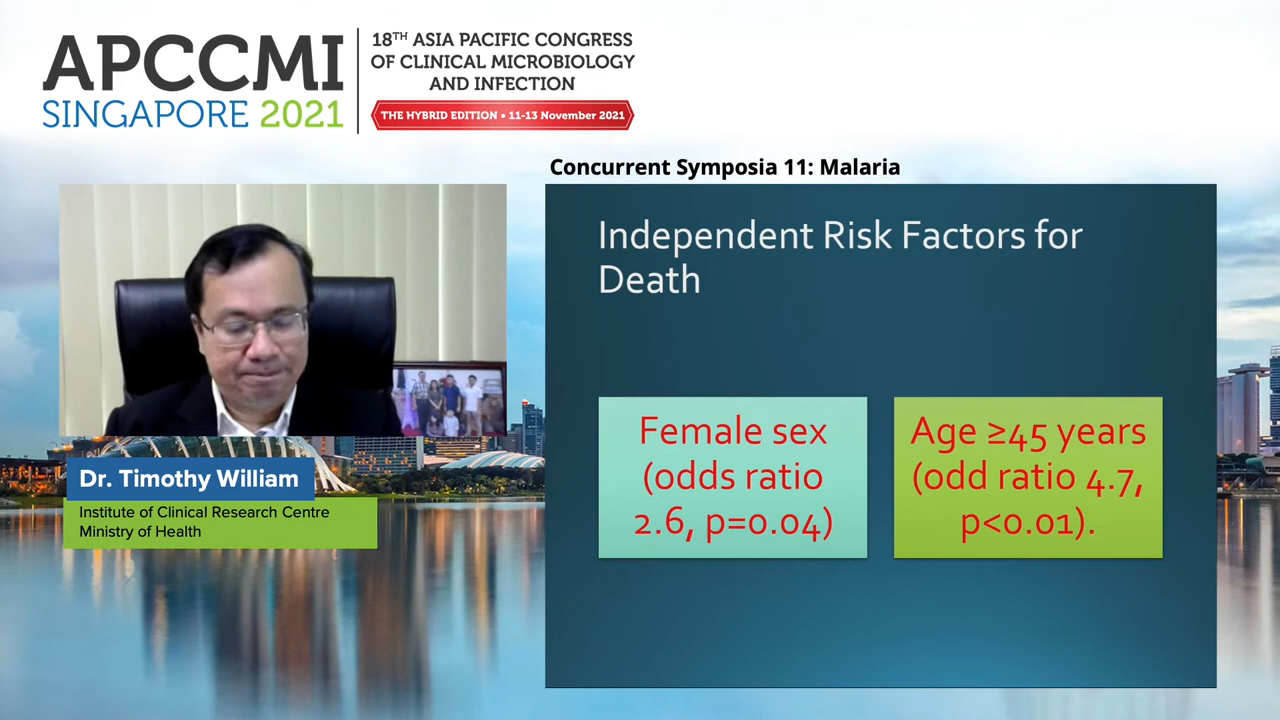 APCCMI
SINGAPORE 2021
18TH ASIA PACIFIC CONGRESS
OF CLINICAL MICROBIOLOGY
AND INFECTION
THE HYBRID EDITION • 11-13 November 2021
Concurrent Symposia 11: Malaria
Independent Risk Factors for
Death
Female sex
(odds ratio
2.6, p=0.04)
Age ≥45 years
(odd ratio 4.7,
p<0.01).
Dr. Timothy William
Institute of Clinical Research Centre
Ministry of Health